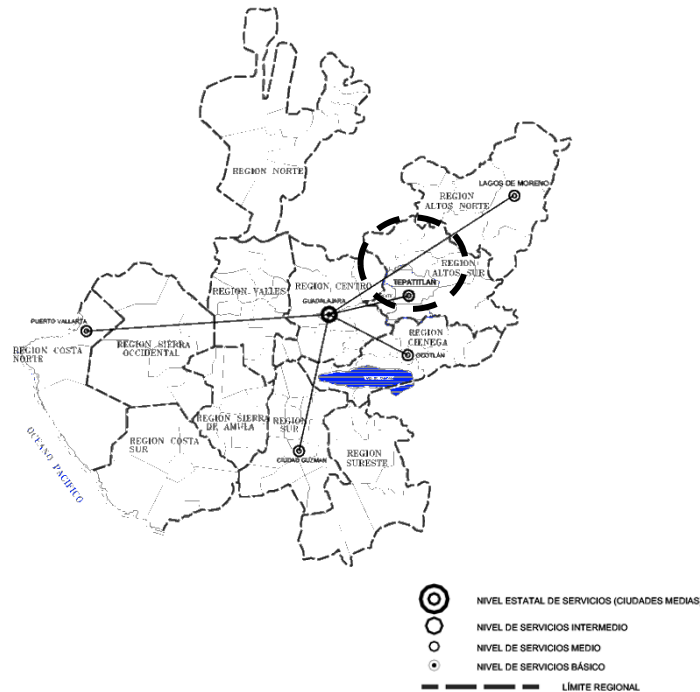 REGION NORTE
LAGOS DE MORENO
REGION
ALTOS NORTE
REGION
ALTOS SUR
REGION VALLES
REGION CENTRO
TEPATITLAN
GUADALAJARA
PUERTO VALLARTA
REGION COSTA
NORTE
REGION SIERRA
OCCIDENTAL
REGION
CIENEGA
OCOTLAN
REGION SIERRA
DE AMULA
REGION
SUR
REGION COSTA
SUR
CIUDAD GUZMAN
REGION
SURESTE
OCEANO PACIFICO
NIVEL ESTATAL DE SERVICIOS (CIUDADES MEDIAS
NIVEL DE SERVICIOS INTERMEDIO
NIVEL DE SERVICIOS MEDIO
NIVEL DE SERVICIOS BÁSICO
LÍMITE REGIONAL